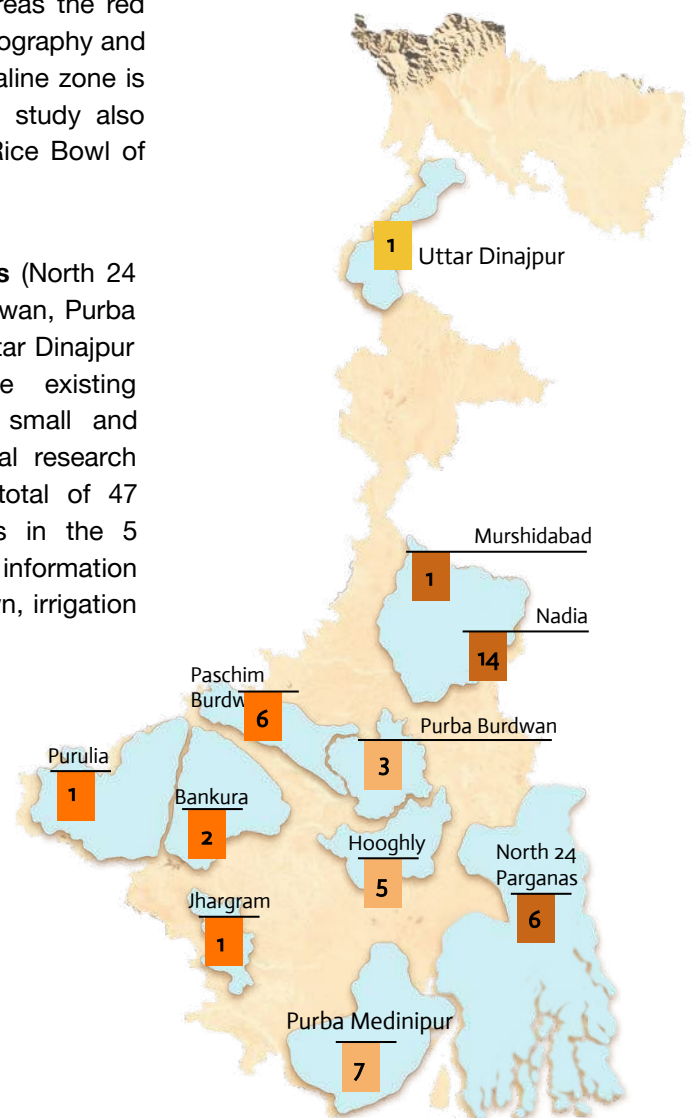 reas the red
ography and
aline zone is
study also
Rice Bowl of
s (North 24
wan, Purba
tar Dinajpur
e existing
small and
al research
total of 47
s in the 5
information
n, irrigation
1
Uttar Dinajpur
Murshidabad
1
Nadia
14
Paschim
Burdw
6
Purba Burdwan
3
Purulia
1
Bankura
2
Hooghly
5
North 24
Parganas
6
Jhargram
1
Purba Medinipur
7